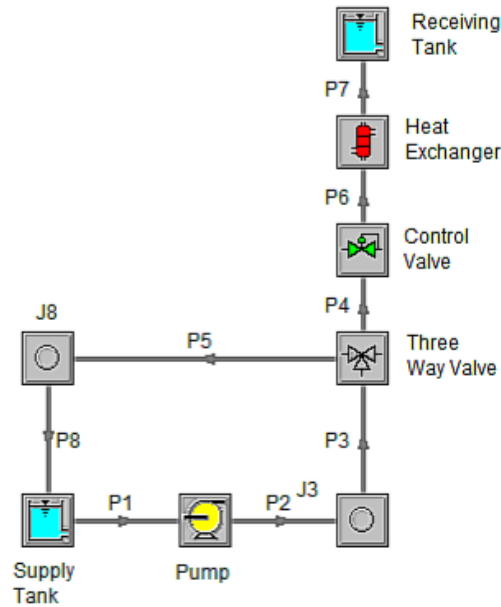 Receiving
Tank
P7
Heat
Exchanger
P6
Control
Valve
P4
J8
P5
Three
Way Valve
P8
P3
P1
P2
J3
Supply
Tank
Pump